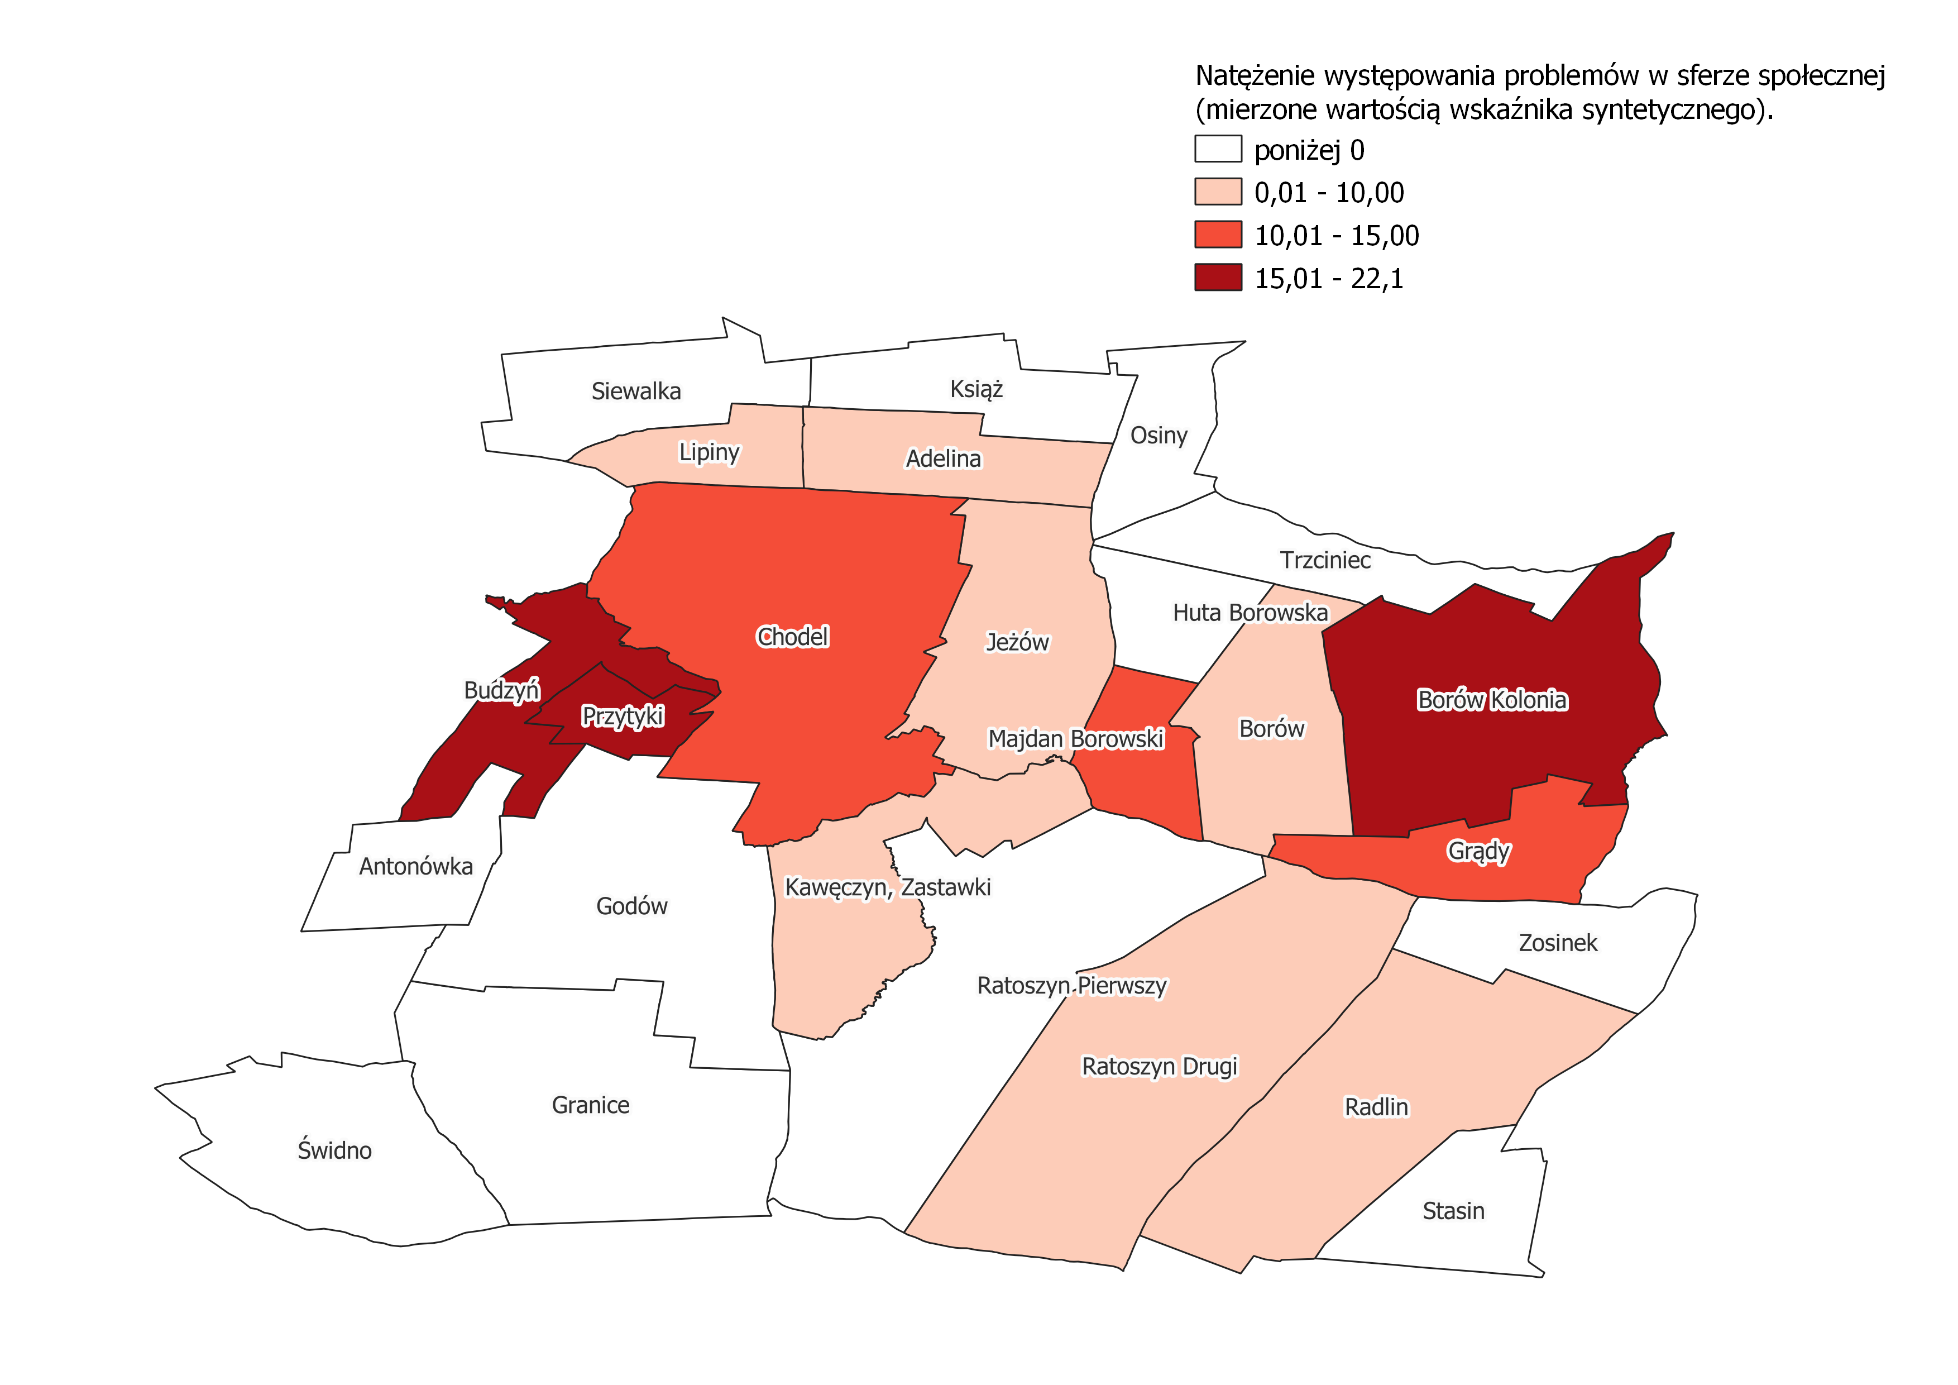 Natężenie występowania problemów w sferze społecznej
(mierzone wartością wskaźnika syntetycznego).
poniżej 0
0,01 - 10,00
10,01 - 15,00
15,01 - 22,1
Siewalka
Książ
Osiny
Lipiny
Adelina
Trzciniec
Huta Borowska
Chodel
Jeżów
Budzyń
Przytyki
Borów Kolonia
Majdan Borowski
Borów
Grądy
Antonówka
Kawęczyn, Zastawki
Godów
Zosinek
Ratoszyn Pierwszy
Ratoszyn Drugi
Granice
Radlin
Świdno
Stasin